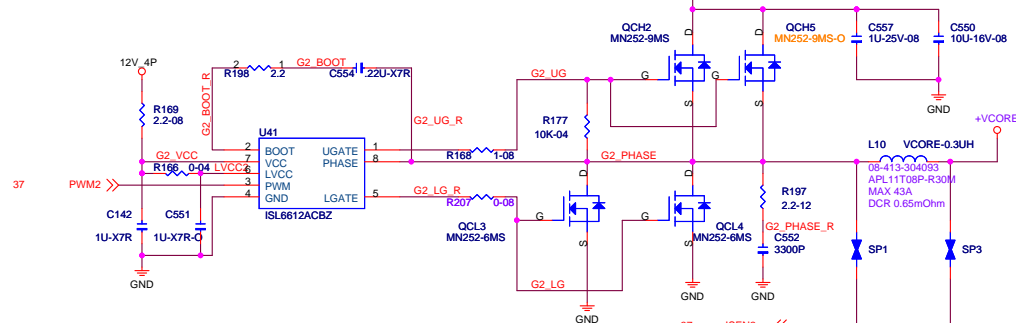 QCH2
MN252-9MS
QCH5
MN252-9MS-O
C557
1U-25V-08
C550
10U-16V-08
D
D
G
G
S
S
GND
12V_4P
2
1
G2_BOOT
R198
2.2
C554
.22U-X7R
G2_BOOT_R
G2_UG
G2_UG_R
R169
2.2-08
R177
10K-04
U41
2
BOOT
UGATE
1
7
VCC
PHASE
8
6
LVCC
3
PWM
4
GND
LGATE
5
ISL6612ACBZ
G2_VCC
R166
0-04
LVCC2
R168
1-08
G2_PHASE
+VCORE
L10
VCORE-0.3UH
08-413-304093
APL11T08P-R30M
MAX 43A
DCR 0.65mOhm
37
PWM2
G2_LG_R
R207
0-08
D
D
G
G
S
S
QCL3
MN252-6MS
QCL4
MN252-6MS
R197
2.2-12
G2_PHASE_R
C552
3300P
C142
1U-X7R
C551
1U-X7R-O
SP1
SP3
G2_LG
GND
GND
GND
GND